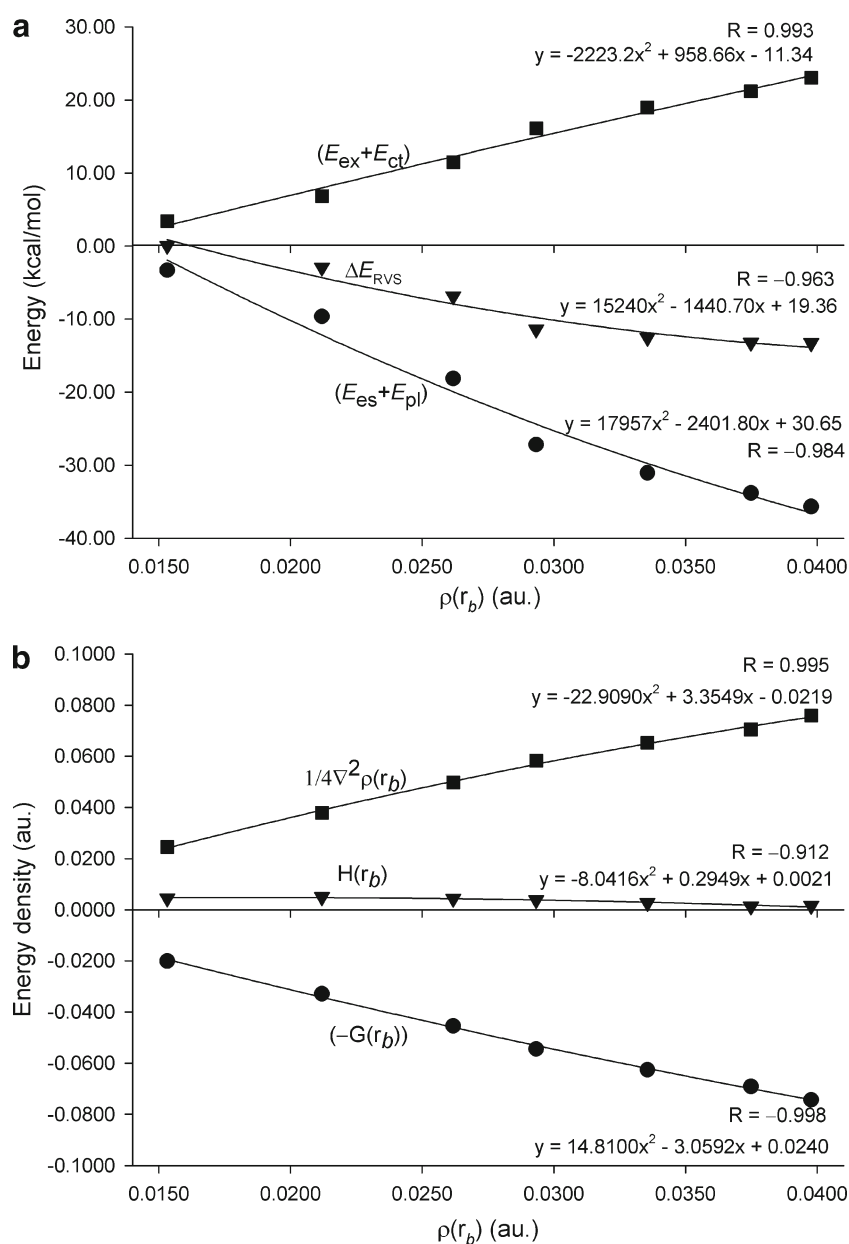 a
30.00
R = 0.993
y = -2223.2x² + 958.66x - 11.34
20.00
(Eex+Ect)
10.00
Energy (kcal/mol)
0.00
ΔERVS
R = −0.963
y = 15240x² - 1440.70x + 19.36
-10.00
(Ees+Epl)
-20.00
y = 17957x² - 2401.80x + 30.65
R = −0.984
-30.00
-40.00
0.0150 0.0200 0.0250 0.0300 0.0350 0.0400
ρ(rb) (au.)
b
0.1000
R = 0.995
y = -22.9090x² + 3.3549x - 0.0219
0.0800
0.0600
1/4∇²ρ(rb)
0.0400
Energy density (au.)
0.0200
R = −0.912
H(rb)
y = -8.0416x² + 0.2949x + 0.0021
0.0000
-0.0200
-0.0400
(−G(rb))
-0.0600
-0.0800
R = −0.998
y = 14.8100x² - 3.0592x + 0.0240
-0.1000
0.0150 0.0200 0.0250 0.0300 0.0350 0.0400
ρ(rb) (au.)